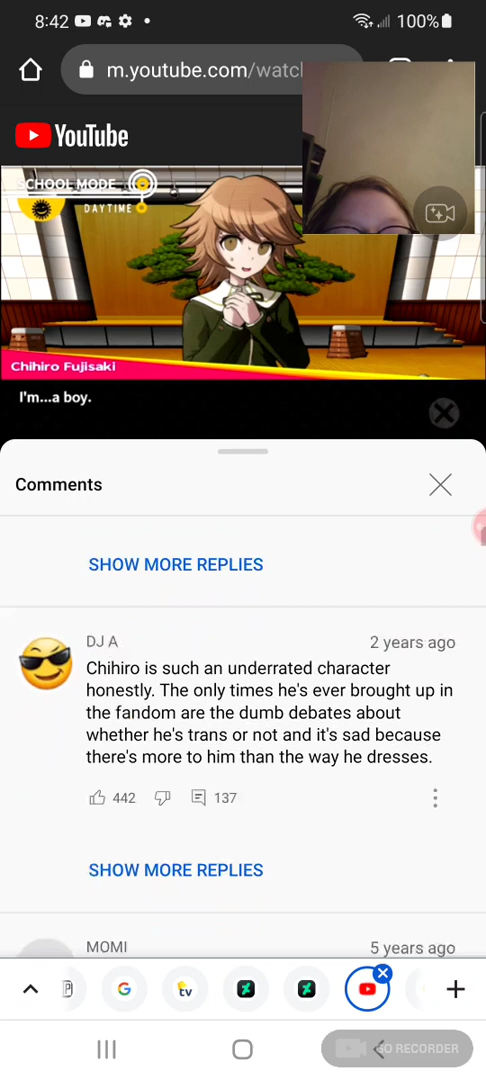 8:42
100%
m.youtube.com/watch
YouTube
SCHOOL MODE
DAYTIME
Chihiro Fujisaki
I'm...a boy.
Comments
SHOW MORE REPLIES
DJ A
2 years ago
Chihiro is such an underrated character
honestly. The only times he's ever brought up in
the fandom are the dumb debates about
whether he's trans or not and it's sad because
there's more to him than the way he dresses.
442
137
SHOW MORE REPLIES
MOMI
5 years ago
tv
GO RECORDER